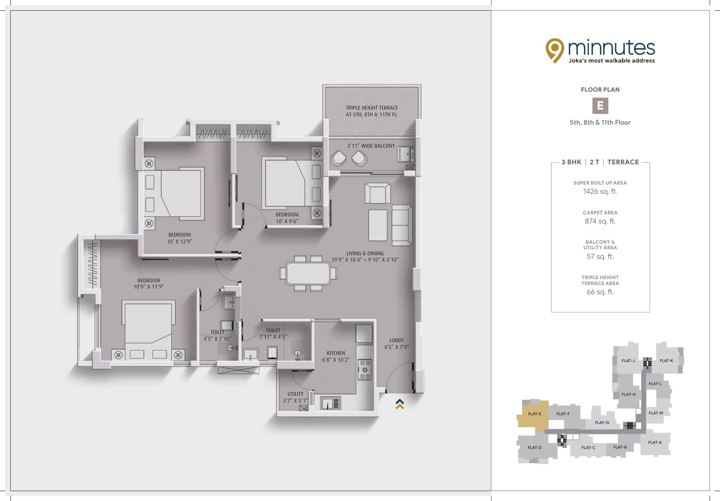 9 minnutes
Joka's most walkable address
FLOOR PLAN
E
5th, 8th & 11th Floor
3 BHK | 2 T | TERRACE
SUPER BUILT UP AREA
1426 sq. ft.
CARPET AREA
874 sq. ft.
BALCONY &
UTILITY AREA
57 sq. ft.
TRIPLE HEIGHT
TERRACE AREA
66 sq. ft.
TRIPLE HEIGHT TERRACE
AT 5TH, 8TH & 11TH FL.
3'11" WIDE BALCONY
BEDROOM
10' X 9'6"
BEDROOM
10' X 12'9"
LIVING & DINING
19'9" X 10'4" + 9'10" X 5'10"
BEDROOM
10'9" X 11'9"
TOILET
4'5" X 7'10"
TOILET
7'11" X 4'5"
KITCHEN
6'8" X 10'2"
LOBBY
4'5" X 7'9"
UTILITY
3'7" X 5'1"
FLAT-J
FLAT-K
FLAT-L
FLAT-H
FLAT-M
FLAT-E
FLAT-F
FLAT-G
FLAT-D
FLAT-C
FLAT-B
FLAT-A